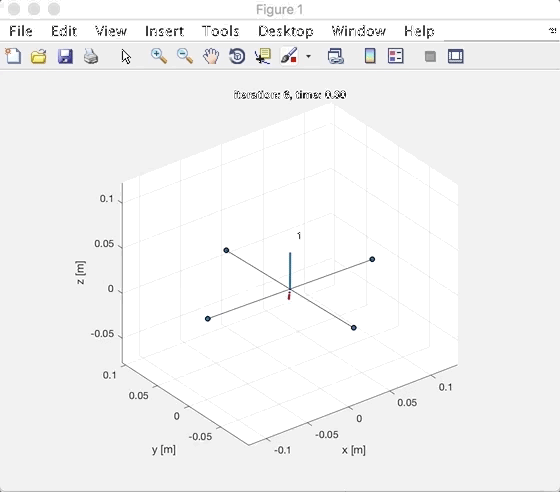 Figure 1
File Edit View Insert Tools Desktop Window Help
iteration: 6, time: 0.30
1
z [m]
0.1
0.05
0
-0.05
0.1
0.05
0
-0.05
y [m]
-0.1
-0.05
0
0.05
0.1
x [m]